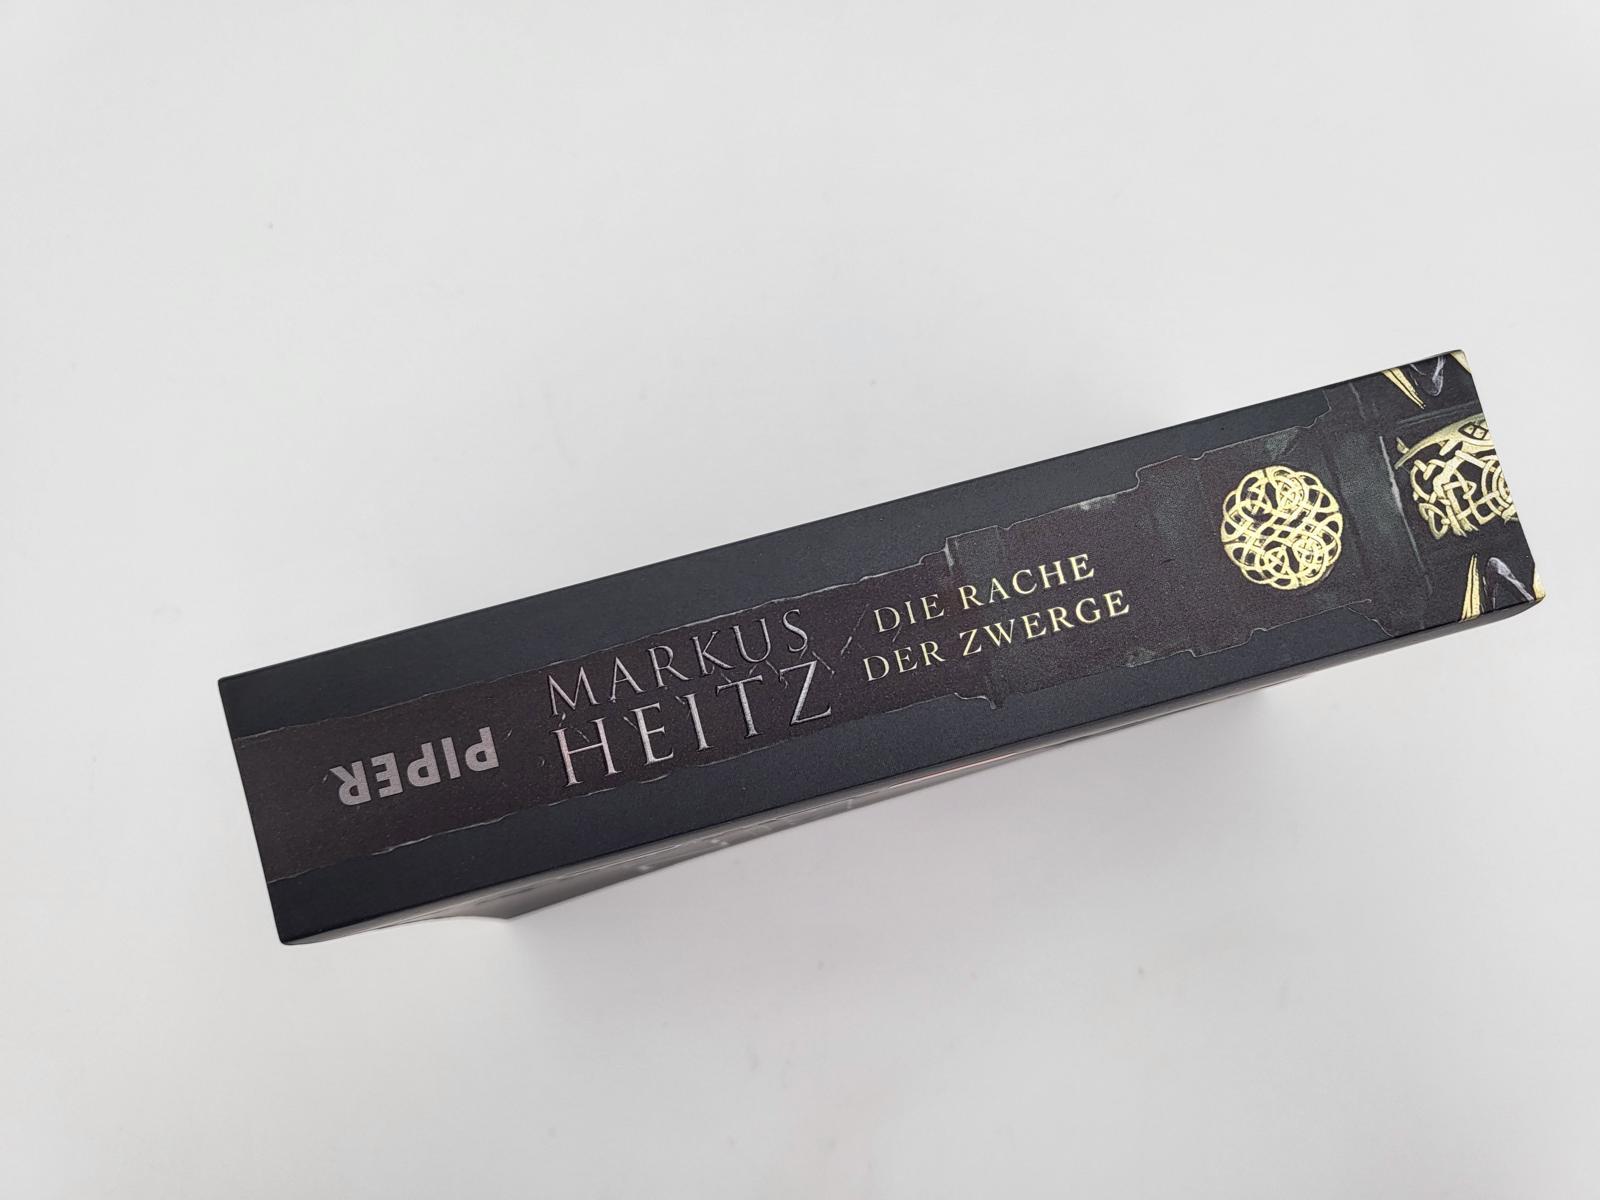 MARKUS
HEITZ
DIE RACHE
DER ZWERGE
PIPER